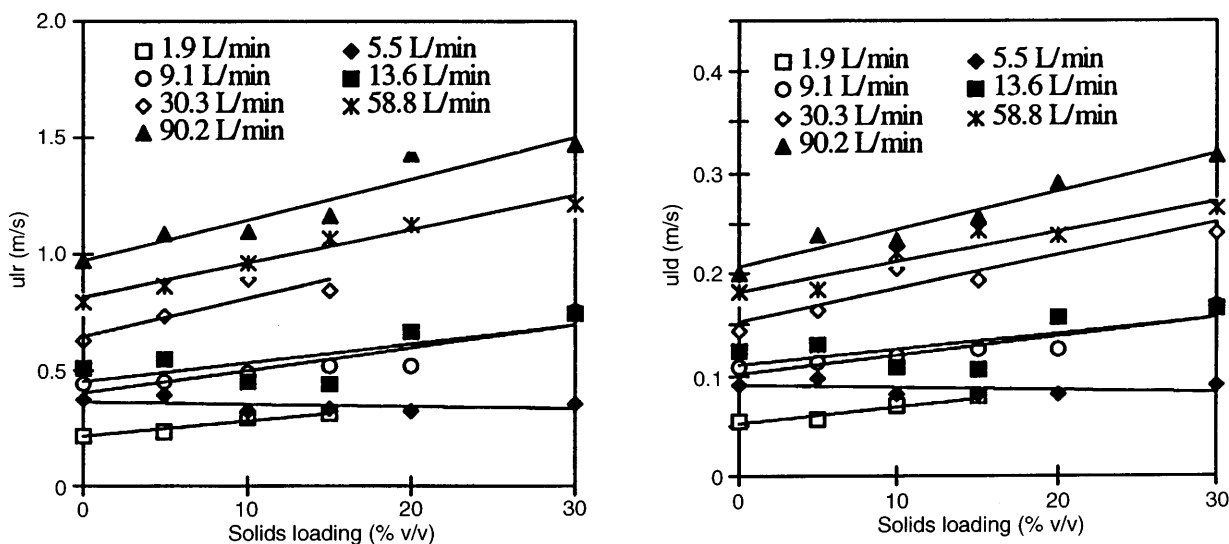 2.0
1.5
1.0
0.5
0
ulr (m/s)
1.9 L/min 5.5 L/min
9.1 L/min 13.6 L/min
30.3 L/min 58.8 L/min
90.2 L/min
0 10 20 30
Solids loading (% v/v)
0.4
0.3
0.2
0.1
0
uld (m/s)
1.9 L/min 5.5 L/min
9.1 L/min 13.6 L/min
30.3 L/min 58.8 L/min
90.2 L/min
0 10 20 30
Solids loading (% v/v)